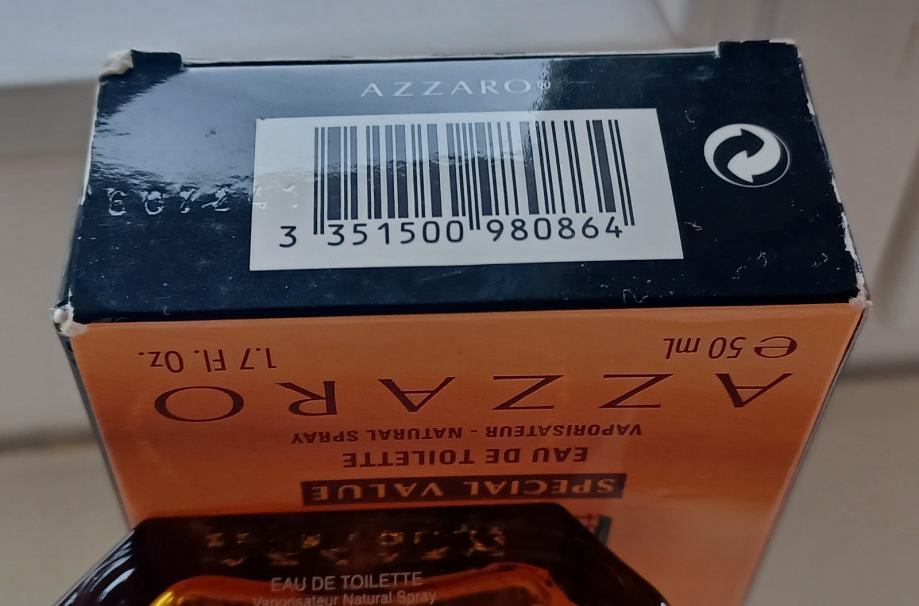 AZZARO®
3 351500 980864
1.7 Fl. Oz. ℮ 50 mL
AZZARO
VAPORISATEUR - NATURAL SPRAY
EAU DE TOILETTE
SPECIAL VALUE
EAU DE TOILETTE
Vaporisateur Natural Spray